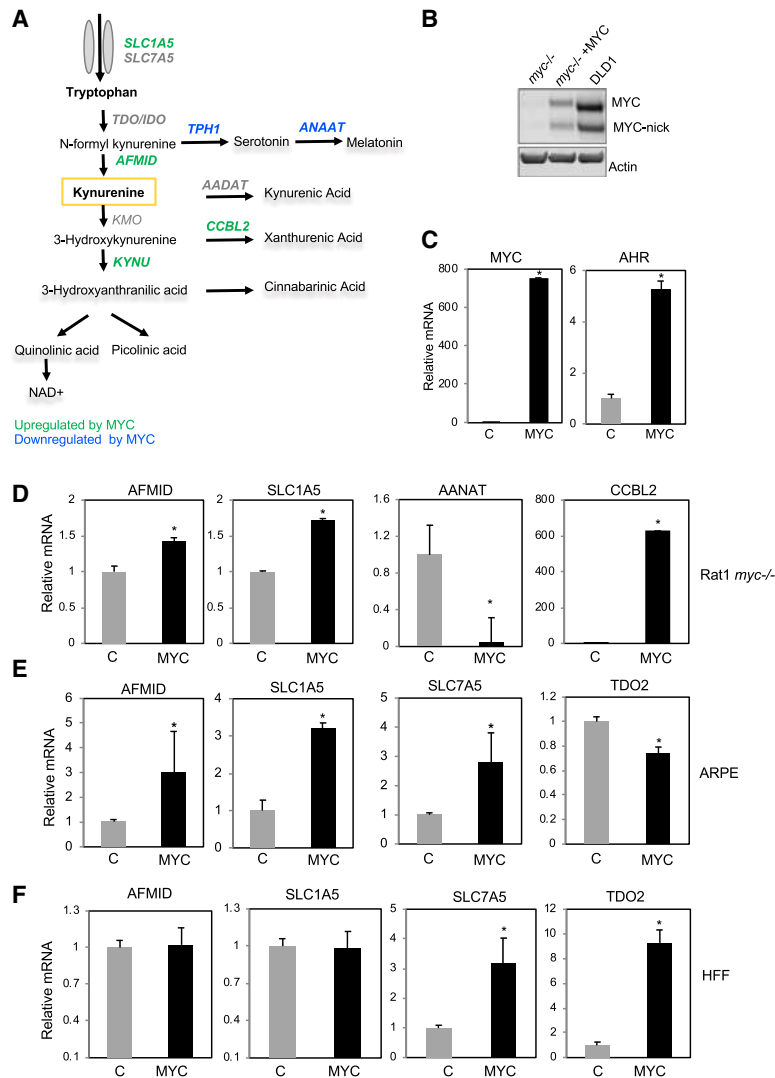 A
SLC1A5
SLC7A5
Tryptophan
TDO/IDO
N-formyl kynurenine
TPH1
Serotonin
ANAAT
Melatonin
AFMID
Kynurenine
AADAT
Kynurenic Acid
KMO
3-Hydroxykynurenine
CCBL2
Xanthurenic Acid
KYNU
3-Hydroxyanthranilic acid
Cinnabarinic Acid
Quinolinic acid
Picolinic acid
NAD+
Upregulated by MYC
Downregulated by MYC
B
myc-/-
myc-/- +MYC
DLD1
MYC
MYC-nick
Actin
C
MYC
Relative mRNA
800
600
400
200
0
*
C
MYC
AHR
6
4
2
0
*
C
MYC
D
AFMID
Relative mRNA
2
1.5
1
0.5
0
*
C
MYC
SLC1A5
2
1.5
1
0.5
0
*
C
MYC
AANAT
1.6
1.2
0.8
0.4
0
*
C
MYC
CCBL2
800
600
400
200
0
*
C
MYC
Rat1 myc-/-
E
AFMID
Relative mRNA
6
5
4
3
2
1
0
*
C
MYC
SLC1A5
4
3
2
1
0
*
C
MYC
SLC7A5
5
4
3
2
1
0
*
C
MYC
TDO2
1.2
1
0.8
0.6
0.4
0.2
0
*
C
MYC
ARPE
F
AFMID
Relative mRNA
1.3
1
0.7
0.4
0.1
C
MYC
SLC1A5
1.3
1
0.7
0.4
0.1
C
MYC
SLC7A5
5
4
3
2
1
0
*
C
MYC
TDO2
12
10
8
6
4
2
0
*
C
MYC
HFF